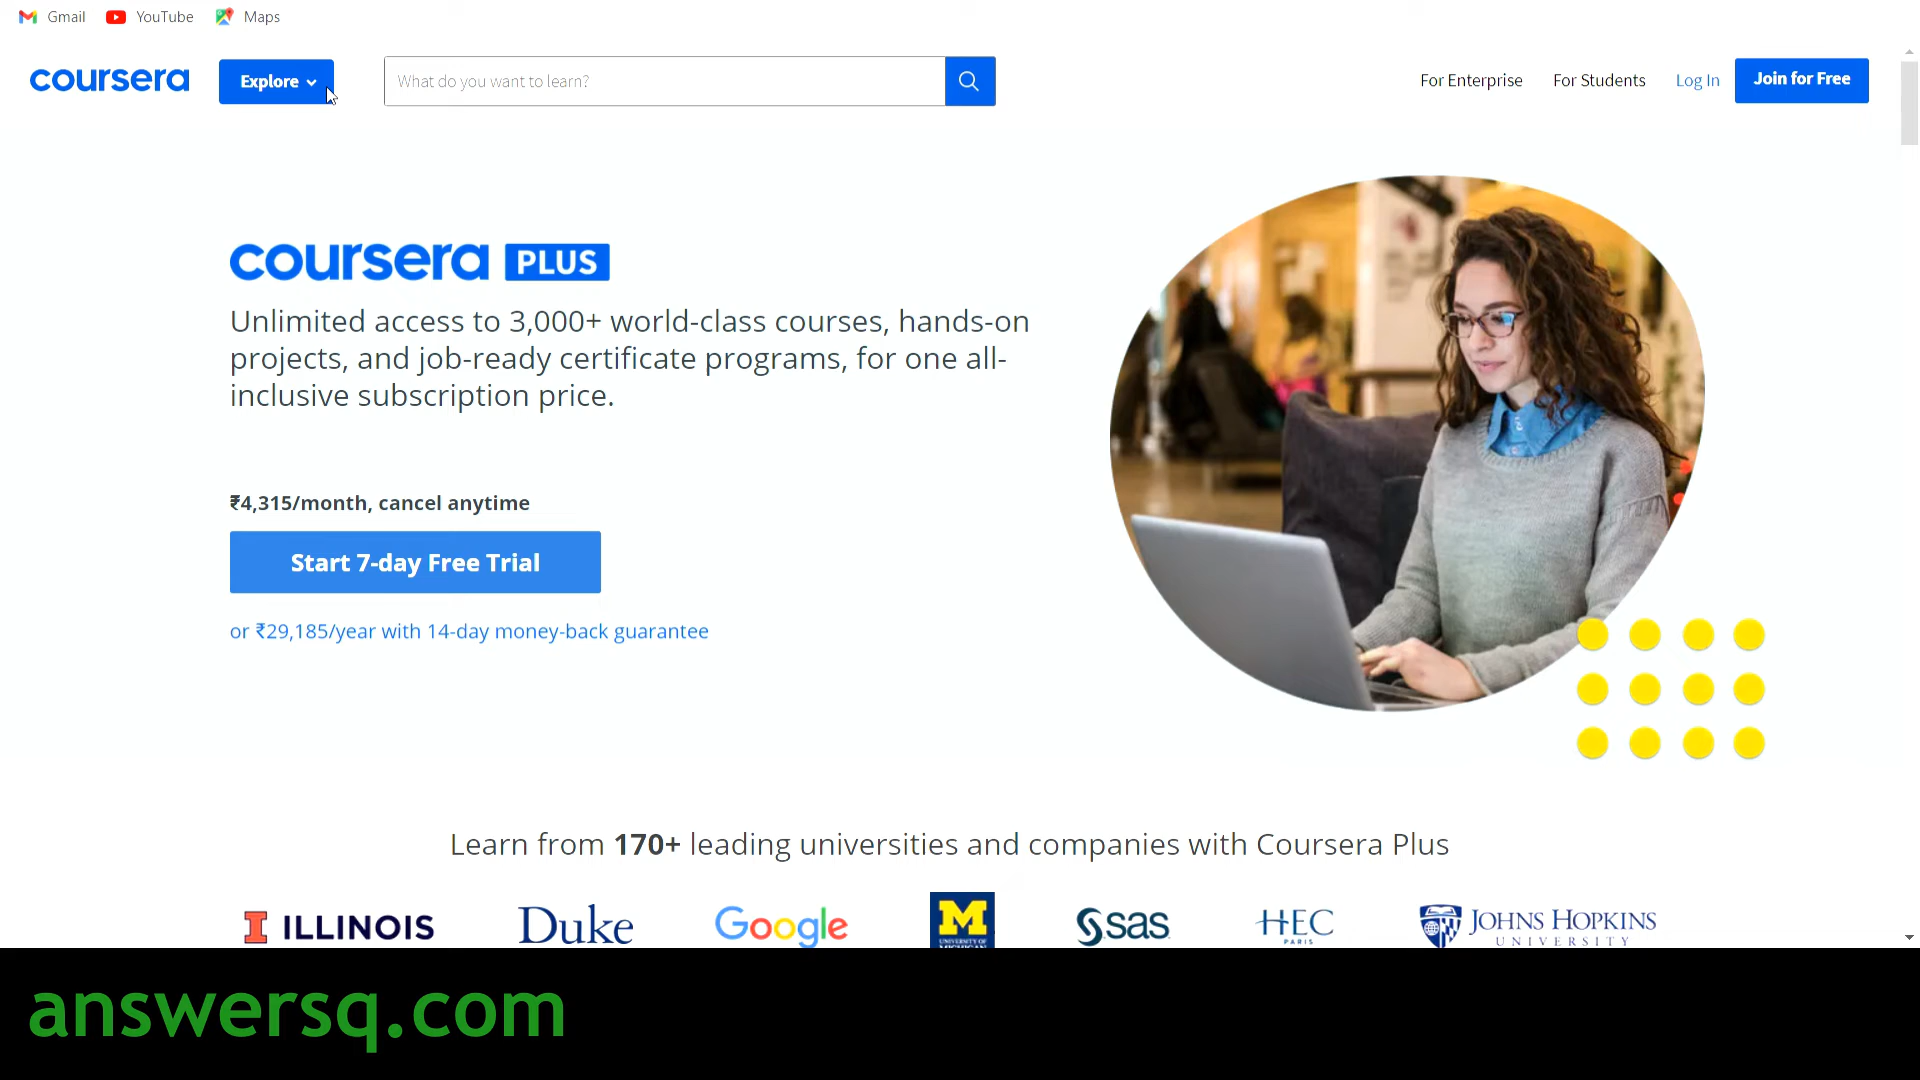 Gmail YouTube Maps
coursera Explore What do you want to learn? For Enterprise For Students Log In Join for Free
coursera PLUS
Unlimited access to 3,000+ world-class courses, hands-on
projects, and job-ready certificate programs, for one all-
inclusive subscription price.
₹4,315/month, cancel anytime
Start 7-day Free Trial
or ₹29,185/year with 14-day money-back guarantee
Learn from 170+ leading universities and companies with Coursera Plus
I ILLINOIS Duke Google M UNIVERSITY OF MICHIGAN sas HEC PARIS JOHNS HOPKINS UNIVERSITY
answersq.com